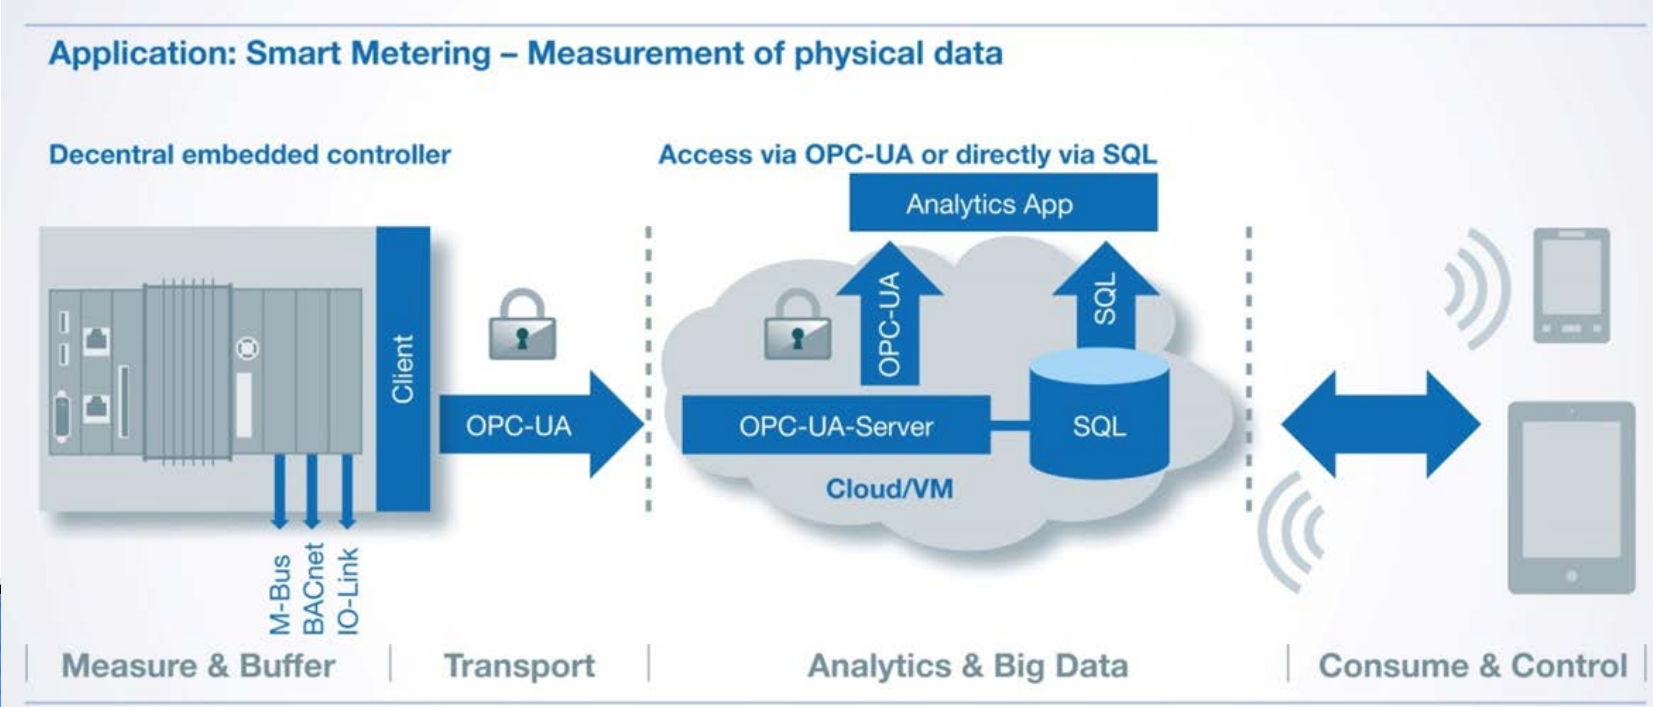 Application: Smart Metering – Measurement of physical data
Decentral embedded controller
Access via OPC-UA or directly via SQL
Analytics App
Client
OPC-UA
OPC-UA
SQL
OPC-UA-Server
SQL
Cloud/VM
M-Bus
BACnet
IO-Link
Measure & Buffer
Transport
Analytics & Big Data
Consume & Control